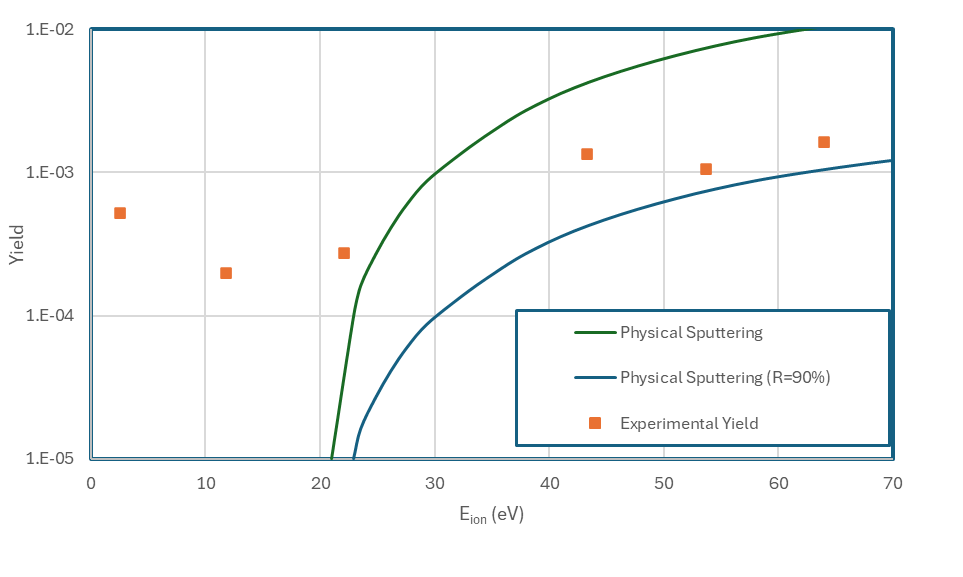 1.E-02
1.E-03
1.E-04
1.E-05
Yield
0 10 20 30 40 50 60 70
Eion (eV)
Physical Sputtering
Physical Sputtering (R=90%)
Experimental Yield